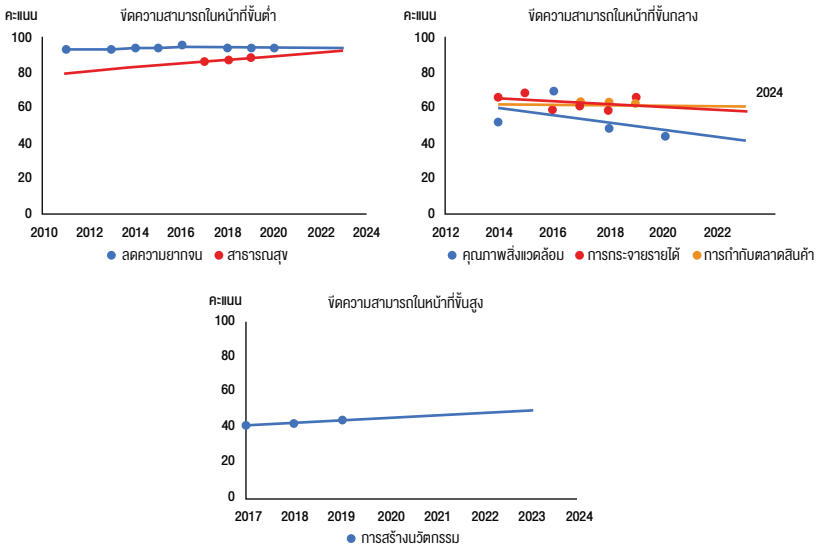 คะแนน ขีดความสามารถในหน้าที่ขั้นต่ำ
100
80
60
40
20
0
2010 2012 2014 2016 2018 2020 2022 2024
ลดความยากจน สาธารณสุข
คะแนน ขีดความสามารถในหน้าที่ขั้นกลาง
100
80
60
40
20
0
2024
2012 2014 2016 2018 2020 2022
คุณภาพสิ่งแวดล้อม การกระจายรายได้ การกำกับตลาดสินค้า
คะแนน ขีดความสามารถในหน้าที่ขั้นสูง
100
80
60
40
20
0
2017 2018 2019 2020 2021 2022 2023 2024
การสร้างนวัตกรรม